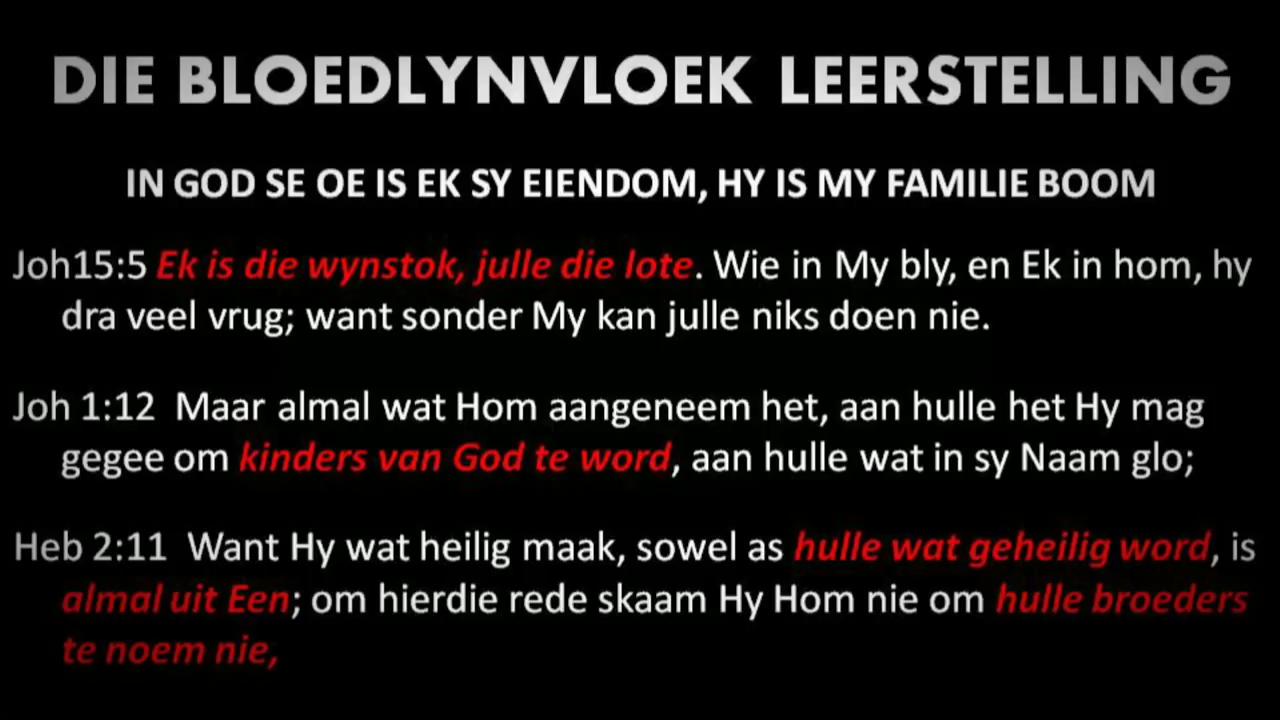 DIE BLOEDLYNVLOEK LEERSTELLING
IN GOD SE OE IS EK SY EIENDOM, HY IS MY FAMILIE BOOM
Joh15:5 Ek is die wynstok, julle die lote. Wie in My bly, en Ek in hom, hy
dra veel vrug; want sonder My kan julle niks doen nie.
Joh 1:12 Maar almal wat Hom aangeneem het, aan hulle het Hy mag
gegee om kinders van God te word, aan hulle wat in sy Naam glo;
Heb 2:11 Want Hy wat heilig maak, sowel as hulle wat geheilig word, is
almal uit Een; om hierdie rede skaam Hy Hom nie om hulle broeders
te noem nie,